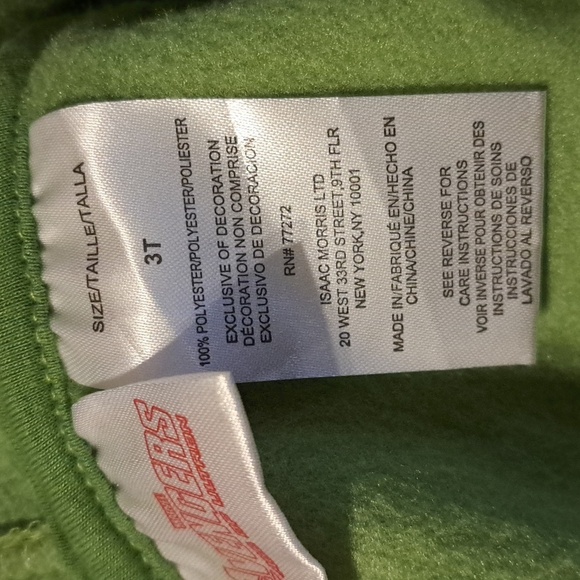 SIZE/TAILLE/TALLA
3T
100% POLYESTER/POLYESTER/POLIESTER
EXCLUSIVE OF DECORATION
DÉCORATION NON COMPRISE
EXCLUSIVO DE DECORACION
RN# 77272
ISAAC MORRIS LTD
20 WEST 33RD STREET,9TH FLR
NEW YORK,NY 10001
MADE IN/FABRIQUÉ EN/HECHO EN
CHINA/CHINE/CHINA
SEE REVERSE FOR
CARE INSTRUCTIONS
VOIR INVERSE POUR OBTENIR DES
INSTRUCTIONS DE SOINS
INSTRUCCIONES DE
LAVADO AL REVERSO